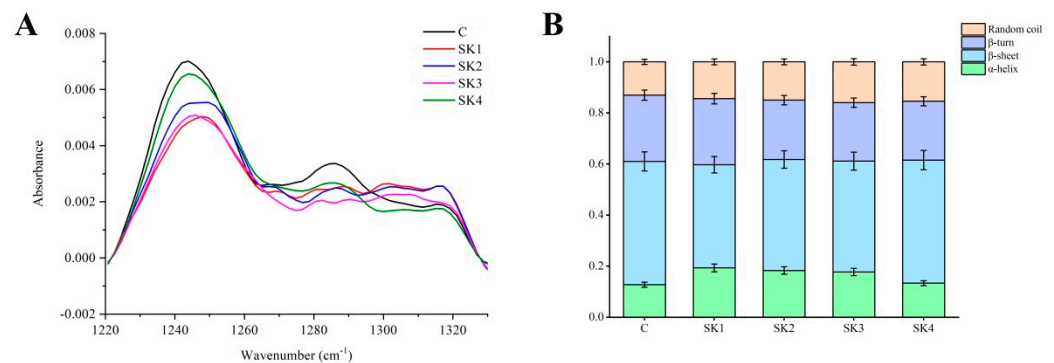 A
0.008
0.006
0.004
0.002
0.000
-0.002
Absorbance
C
SK1
SK2
SK3
SK4
1220 1240 1260 1280 1300 1320
Wavenumber (cm⁻¹)
B
Random coil
β-turn
β-sheet
α-helix
1.0
0.8
0.6
0.4
0.2
0.0
C SK1 SK2 SK3 SK4